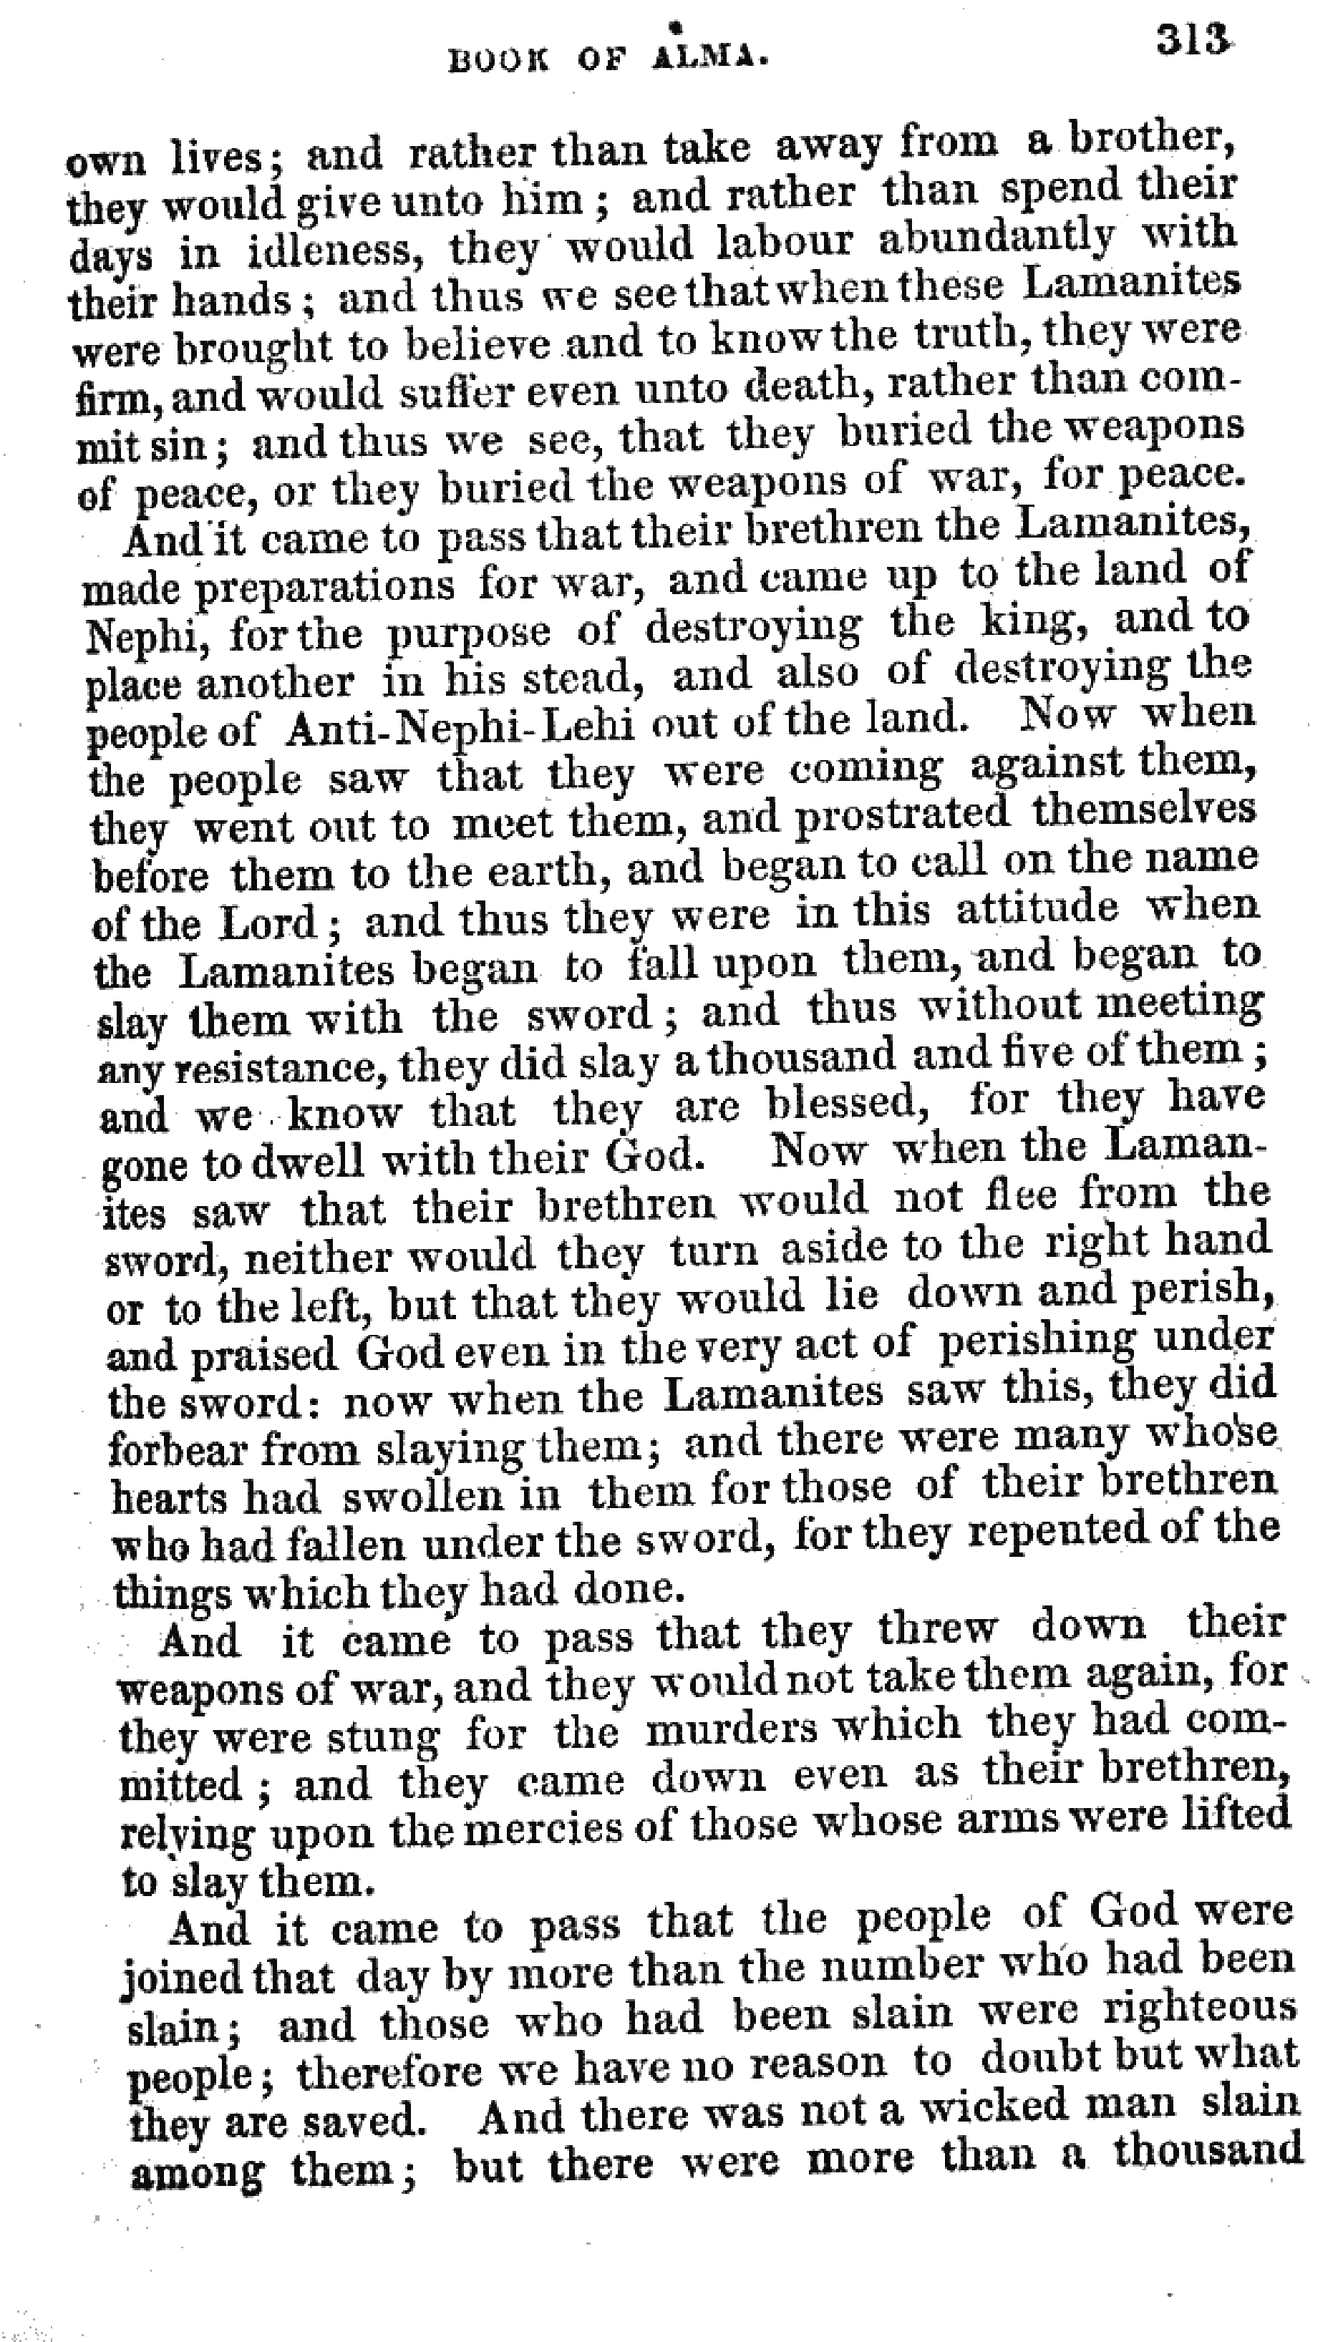 BOOK OF ALMA. 313
own lives; and rather than take away from a brother,
they would give unto him; and rather than spend their
days in idleness, they would labour abundantly with
their hands; and thus we see that when these Lamanites
were brought to believe and to know the truth, they were
firm, and would suffer even unto death, rather than com-
mit sin; and thus we see, that they buried the weapons
of peace, or they buried the weapons of war, for peace.
And it came to pass that their brethren the Lamanites,
made preparations for war, and came up to the land of
Nephi, for the purpose of destroying the king, and to
place another in his stead, and also of destroying the
people of Anti-Nephi-Lehi out of the land. Now when
the people saw that they were coming against them,
they went out to meet them, and prostrated themselves
before them to the earth, and began to call on the name
of the Lord; and thus they were in this attitude when
the Lamanites began to fall upon them, and began to
slay them with the sword; and thus without meeting
any resistance, they did slay a thousand and five of them;
and we know that they are blessed, for they have
gone to dwell with their God. Now when the Laman-
ites saw that their brethren would not flee from the
sword, neither would they turn aside to the right hand
or to the left, but that they would lie down and perish,
and praised God even in the very act of perishing under
the sword: now when the Lamanites saw this, they did
forbear from slaying them; and there were many whose
hearts had swollen in them for those of their brethren
who had fallen under the sword, for they repented of the
things which they had done.
And it came to pass that they threw down their
weapons of war, and they would not take them again, for
they were stung for the murders which they had com-
mitted; and they came down even as their brethren,
relying upon the mercies of those whose arms were lifted
to slay them.
And it came to pass that the people of God were
joined that day by more than the number who had been
slain; and those who had been slain were righteous
people; therefore we have no reason to doubt but what
they are saved. And there was not a wicked man slain
among them; but there were more than a thousand